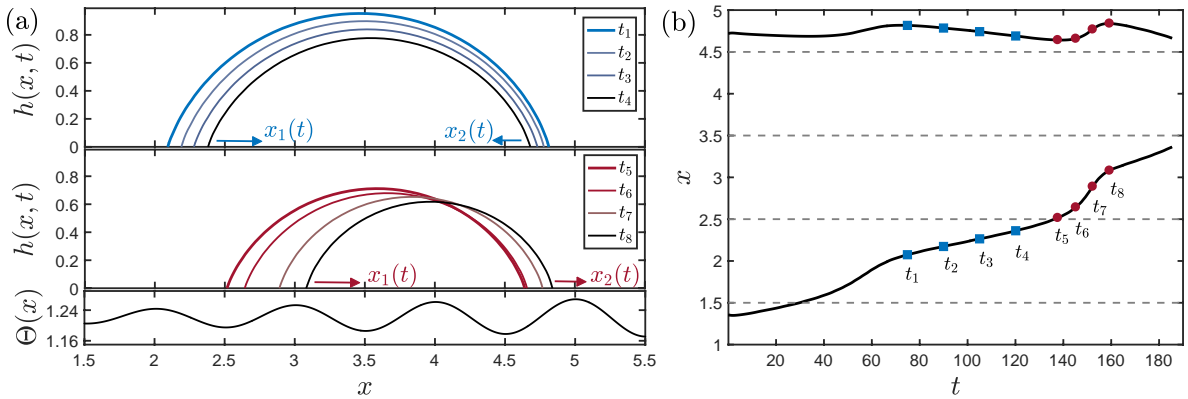 (a)
h(x, t)
0.8
0.6
0.4
0.2
0
t₁
t₂
t₃
t₄
x₁(t)
x₂(t)
h(x, t)
0.8
0.6
0.4
0.2
0
t₅
t₆
t₇
t₈
x₁(t)
x₂(t)
Θ(x)
1.24
1.16
1.5 2 2.5 3 3.5 4 4.5 5 5.5
x
(b)
x
5
4.5
4
3.5
3
2.5
2
1.5
1
t₁
t₂
t₃
t₄
t₅
t₆
t₇
t₈
20 40 60 80 100 120 140 160 180
t